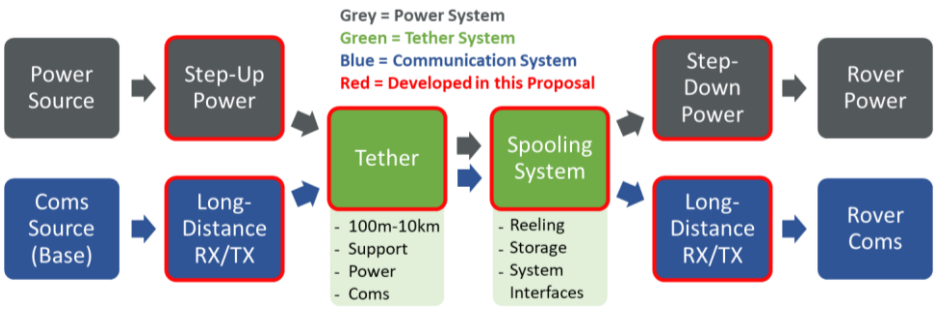 Grey = Power System
Green = Tether System
Blue = Communication System
Red = Developed in this Proposal
Power
Source
Step-Up
Power
Step-
Down
Power
Rover
Power
Tether
Spooling
System
Coms
Source
(Base)
Long-
Distance
RX/TX
- 100m-10km
- Support
- Power
- Coms
- Reeling
- Storage
- System
Interfaces
Long-
Distance
RX/TX
Rover
Coms